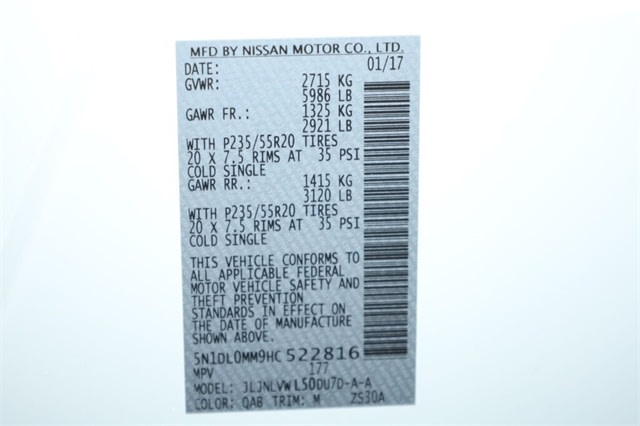 MFD BY NISSAN MOTOR CO., LTD.
DATE: 01/17
GVWR: 2715 KG
5986 LB
GAWR FR.: 1325 KG
2921 LB
WITH P235/55R20 TIRES
20 X 7.5 RIMS AT 35 PSI
COLD SINGLE
GAWR RR.: 1415 KG
3120 LB
WITH P235/55R20 TIRES
20 X 7.5 RIMS AT 35 PSI
COLD SINGLE
THIS VEHICLE CONFORMS TO
ALL APPLICABLE FEDERAL
MOTOR VEHICLE SAFETY AND
THEFT PREVENTION
STANDARDS IN EFFECT ON
THE DATE OF MANUFACTURE
SHOWN ABOVE.
5N1DL0MM9HC522816
MPV 177
MODEL: JLJNLVWL50DU7D-A-A
COLOR: QAB TRIM: M ZS30A